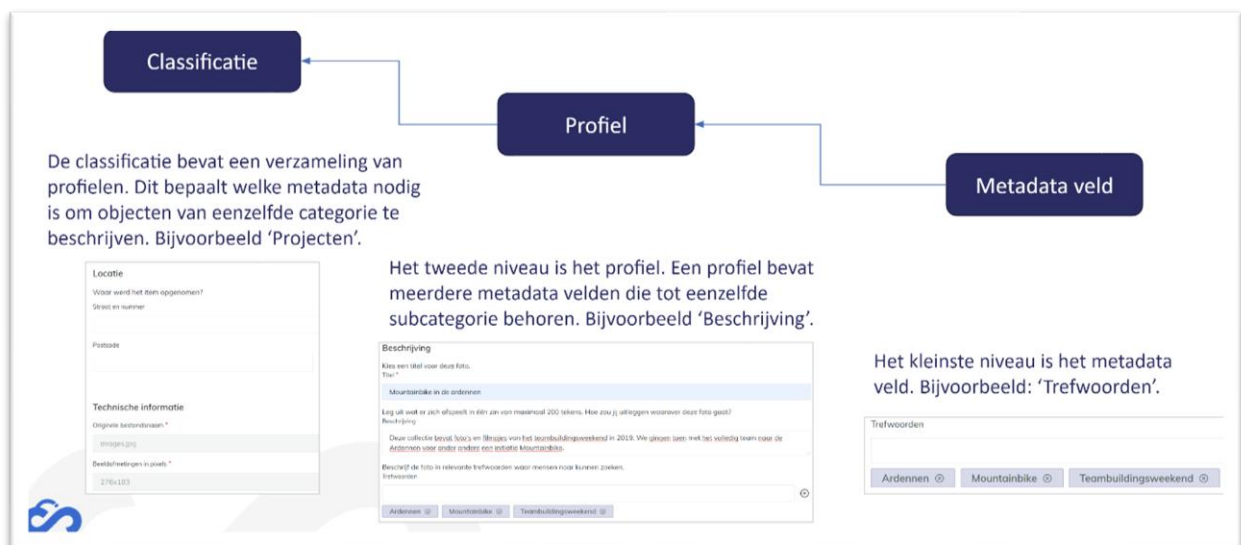 Classificatie
Profiel
Metadata veld
De classificatie bevat een verzameling van
profielen. Dit bepaalt welke metadata nodig
is om objecten van eenzelfde categorie te
beschrijven. Bijvoorbeeld ‘Projecten’.
Locatie
Waar werd het item opgenomen?
Straat en nummer
Postcode
Technische informatie
Originele bestandsnaam *
images.jpg
Beeldafmetingen in pixels *
276x183
Het tweede niveau is het profiel. Een profiel bevat
meerdere metadata velden die tot eenzelfde
subcategorie behoren. Bijvoorbeeld ‘Beschrijving’.
Beschrijving
Kies een titel voor deze foto.
Titel *
Mountainbike in de ardennen
Leg uit wat er zich afspeelt in één zin van maximaal 200 tekens. Hoe zou jij uitleggen waarover deze foto gaat?
Beschrijving
Deze collectie bevat foto's en filmpjes van het teambuildingsweekend in 2019. We gingen toen met het volledig team naar de
Ardennen voor onder anders een initiatie Mountainbike.
Beschrijf de foto in relevante trefwoorden waar mensen naar kunnen zoeken.
Trefwoorden
Ardennen
Mountainbike
Teambuildingsweekend
Het kleinste niveau is het metadata
veld. Bijvoorbeeld: ‘Trefwoorden’.
Trefwoorden
Ardennen
Mountainbike
Teambuildingsweekend